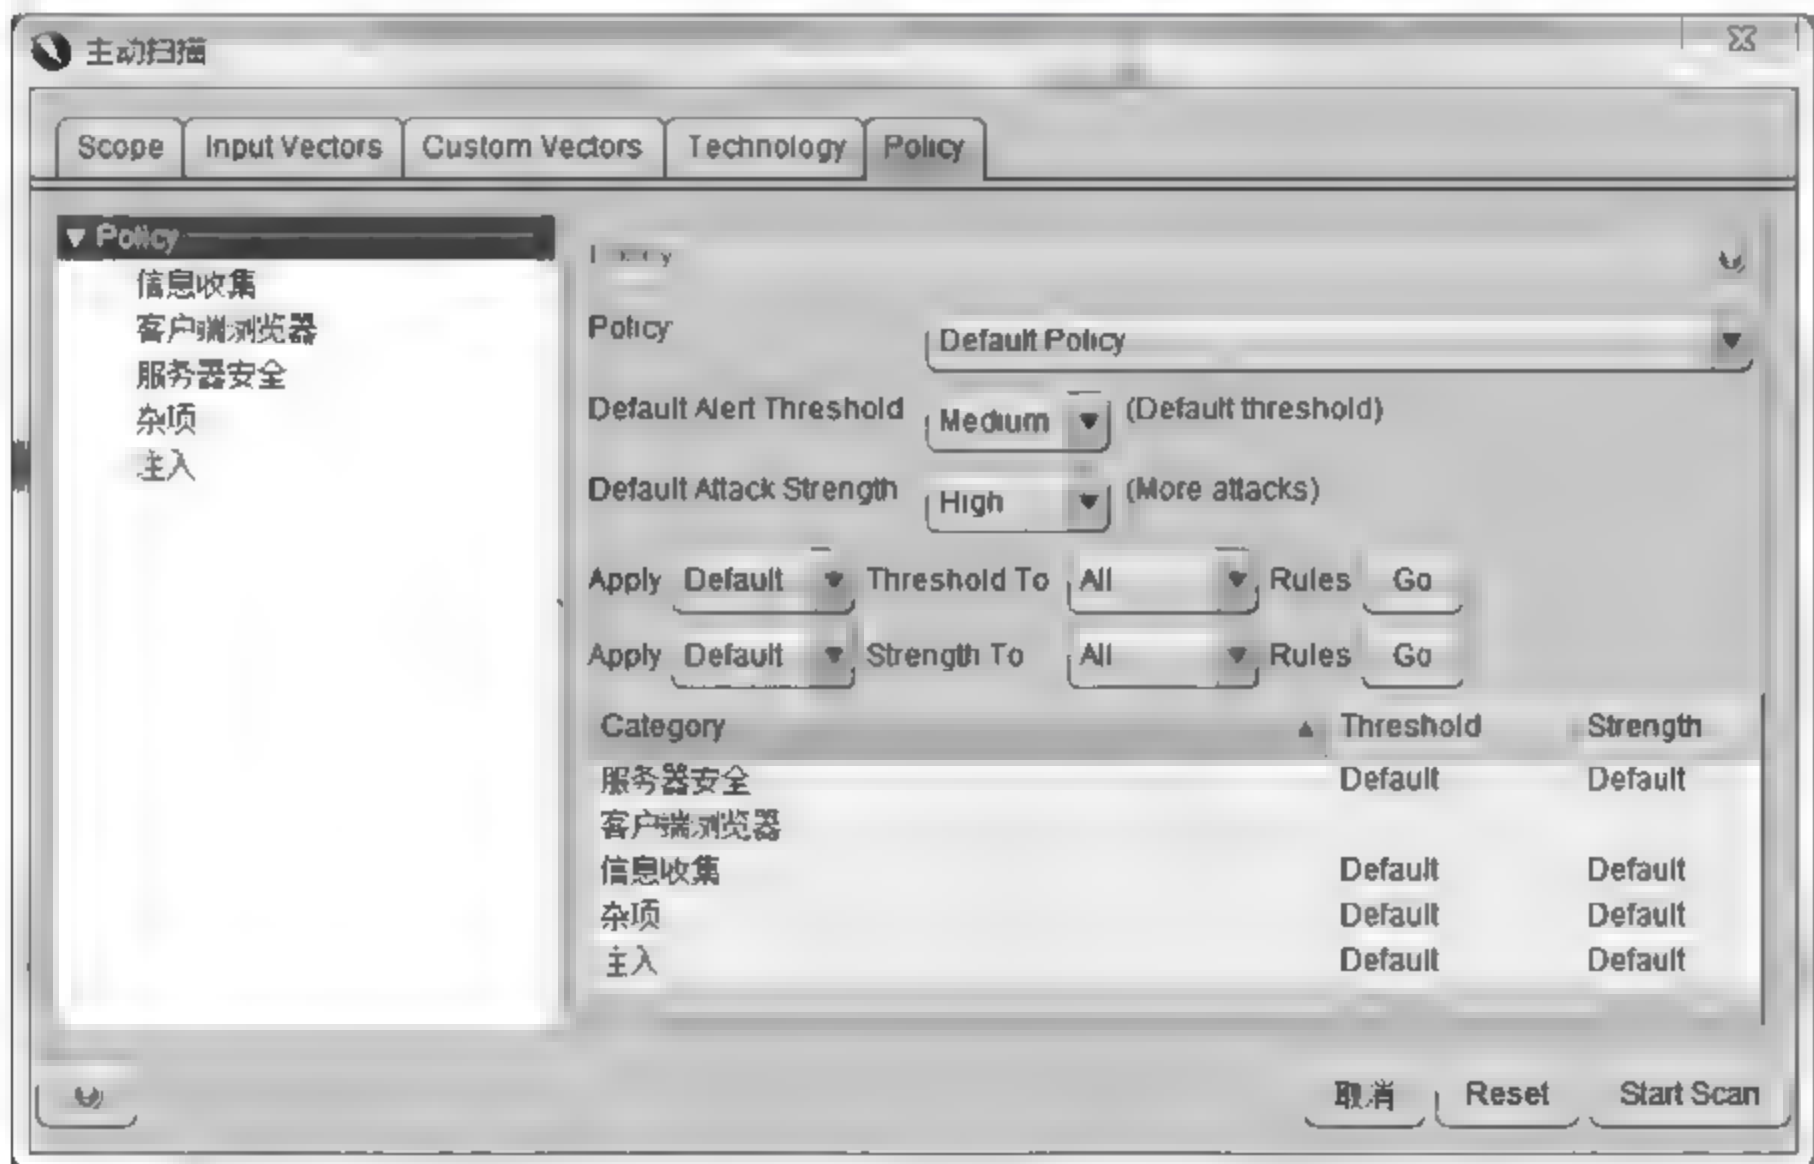 主动扫描
Scope Input Vectors Custom Vectors Technology Policy
Policy
信息收集
客户端浏览器
服务器安全
杂项
主入
Policy Default Policy
Default Alert Threshold Medium (Default threshold)
Default Attack Strength High (More attacks)
Apply Default Threshold To All Rules Go
Apply Default Strength To All Rules Go
Category Threshold Strength
服务器安全 Default Default
客户端浏览器
信息收集 Default Default
杂项 Default Default
主入 Default Default
取消 Reset Start Scan